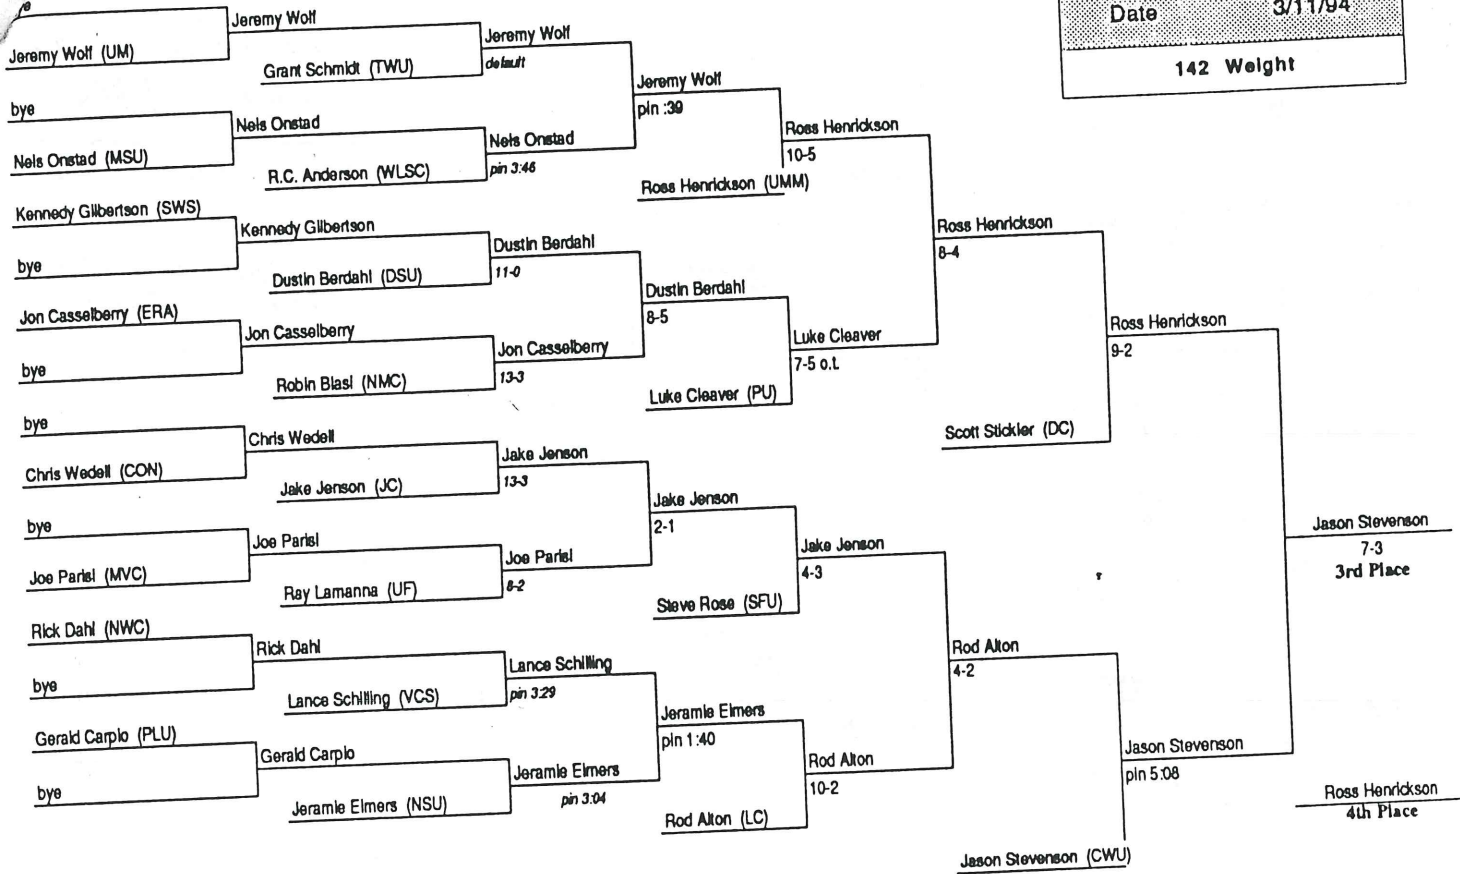 Date 3/11/94
142 Weight
Jeremy Wolf (UM)
bye
Nels Onstad (MSU)
Kennedy Gilbertson (SWS)
bye
Jon Casselberry (ERA)
bye
bye
Chris Wedell (CON)
bye
Joe Parisi (MVC)
Rick Dahl (NWC)
bye
Gerald Carpio (PLU)
bye
Jeremy Wolf
Grant Schmidt (TWU)
Nels Onstad
R.C. Anderson (WLSC)
Kennedy Gilbertson
Dustin Berdahl (DSU)
Jon Casselberry
Robin Blasi (NMC)
Chris Wedell
Jake Jenson (JC)
Joe Parisi
Ray Lamanna (UF)
Rick Dahl
Lance Schilling (VCS)
Gerald Carpio
Jeramie Eimers (NSU)
Jeremy Wolf
default
Nels Onstad
pin 3:46
Dustin Berdahl
11-0
Jon Casselberry
13-3
Jake Jenson
13-3
Joe Parisi
8-2
Lance Schilling
pin 3:29
Jeramie Eimers
pin 3:04
Jeremy Wolf
pin :39
Ross Henrickson (UMM)
Dustin Berdahl
8-5
Luke Cleaver (PU)
Jake Jenson
2-1
Steve Rose (SFU)
Jeramie Eimers
pin 1:40
Rod Alton (LC)
Ross Henrickson
10-5
Luke Cleaver
7-5 o.t.
Jake Jenson
4-3
Rod Alton
10-2
Ross Henrickson
8-4
Scott Stickler (DC)
Rod Alton
4-2
Jason Stevenson (CWU)
Ross Henrickson
9-2
Jason Stevenson
pin 5:08
Jason Stevenson
7-3
3rd Place
Ross Henrickson
4th Place